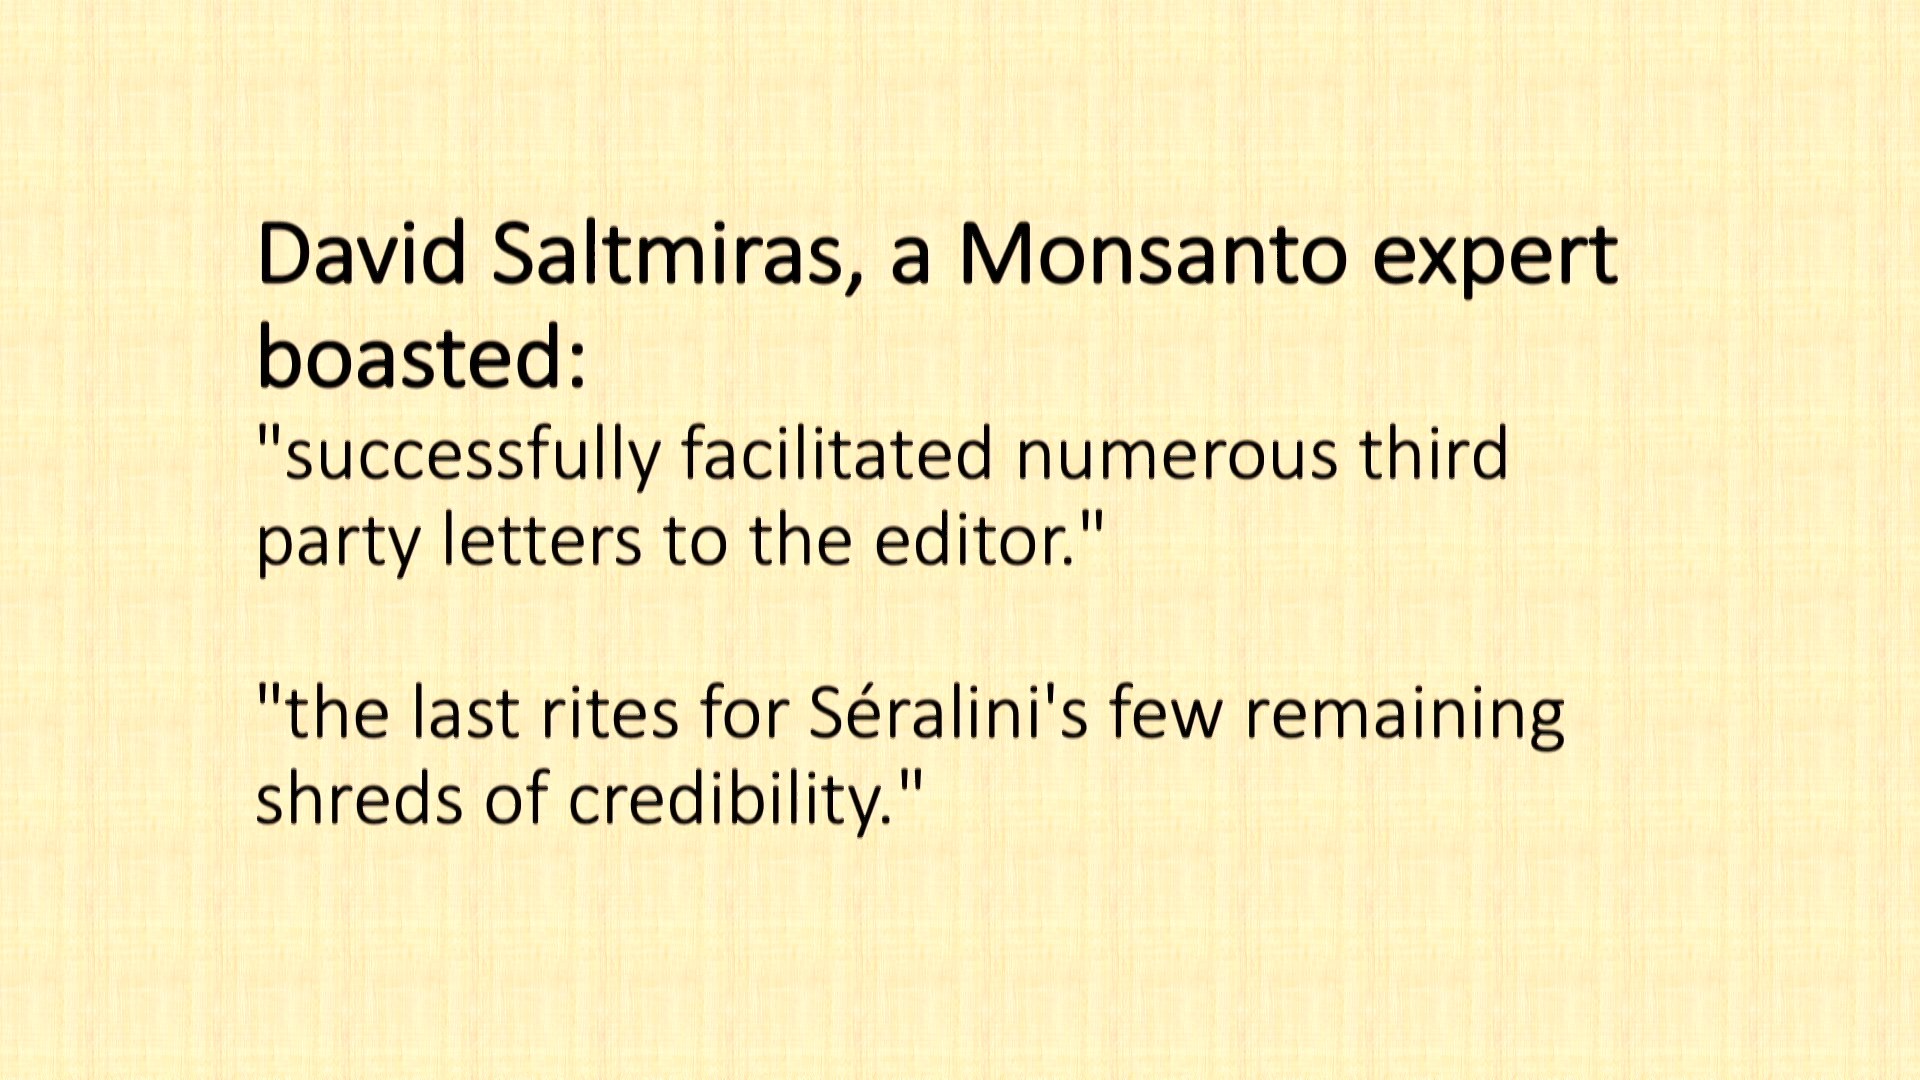 David Saltmiras, a Monsanto expert
boasted:
"successfully facilitated numerous third
party letters to the editor."
"the last rites for Séralini's few remaining
shreds of credibility."